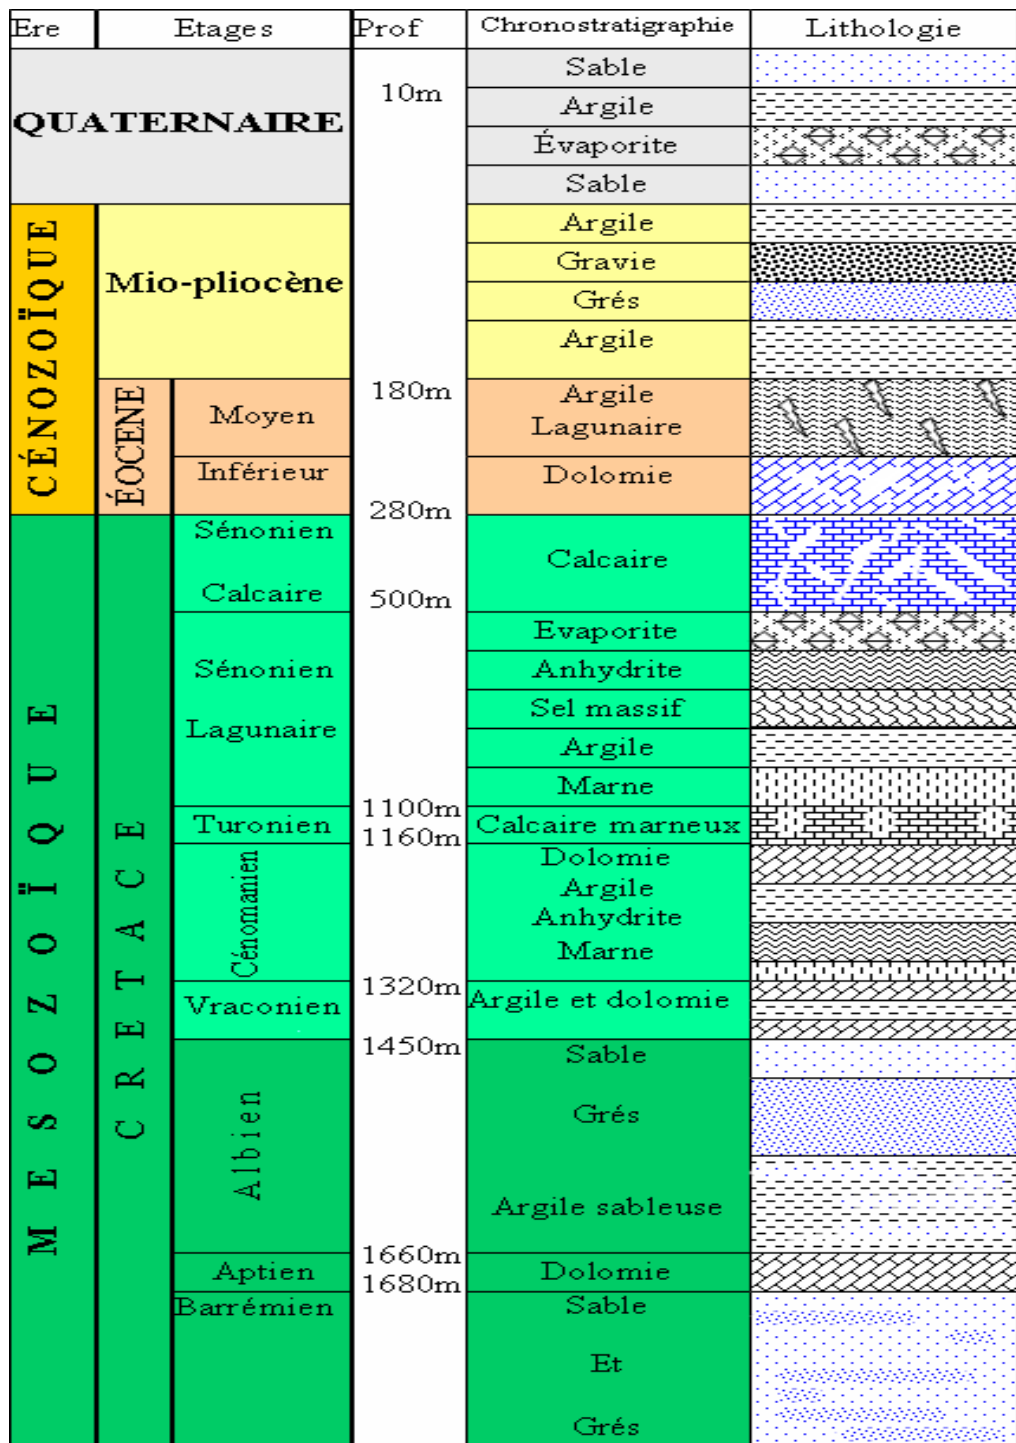 Ere Etages Prof Chronostratigraphie Lithologie
QUATERNAIRE
10m
Sable
Argile
Évaporite
Sable
CÉNOZOÏQUE
Mio-pliocène
Argile
Gravie
Grés
Argile
180m
ÉOCENE
Moyen
Argile
Lagunaire
Inférieur
Dolomie
280m
MESOZOÏQUE
CRETACE
Sénonien
Calcaire
Calcaire
500m
Sénonien
Lagunaire
Evaporite
Anhydrite
Sel massif
Argile
Marne
1100m
Turonien
Calcaire marneux
1160m
Cénomanien
Dolomie
Argile
Anhydrite
Marne
1320m
Vraconien
Argile et dolomie
1450m
Albien
Sable
Grés
Argile sableuse
1660m
Aptien
Dolomie
1680m
Barrémien
Sable
Et
Grés